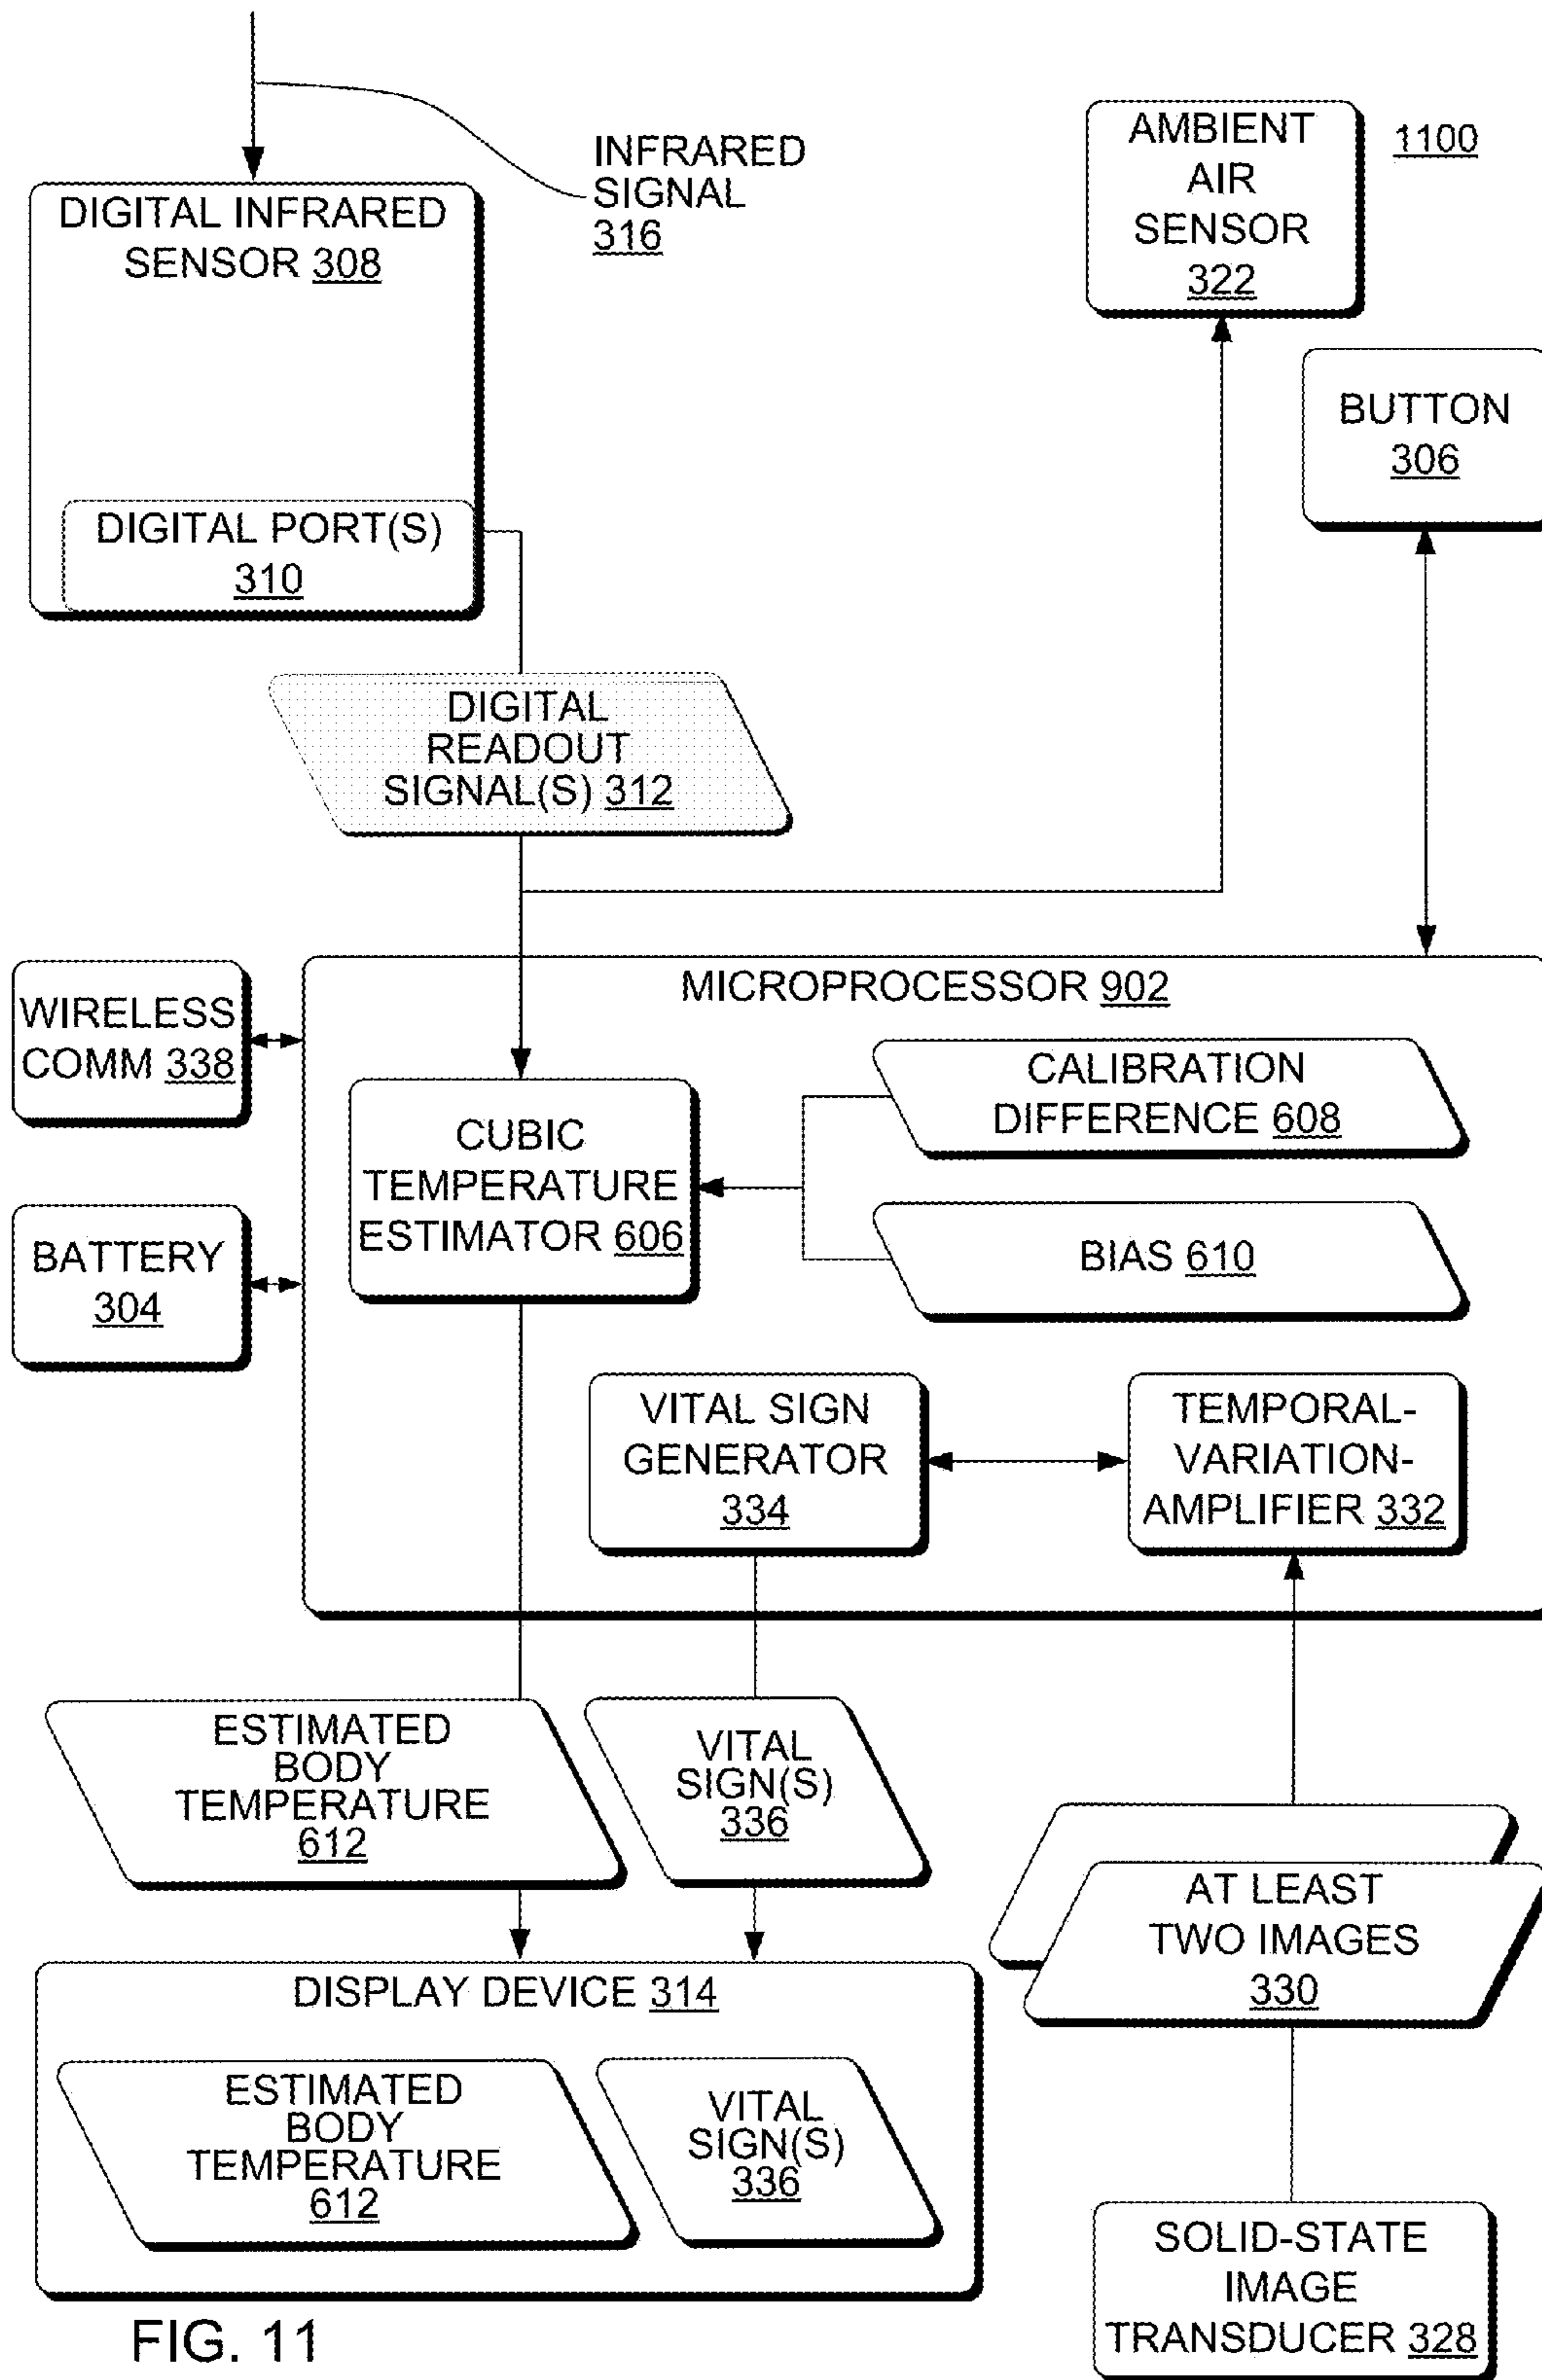 INFRARED
SIGNAL
316
AMBIENT
AIR
SENSOR
322
1100
DIGITAL INFRARED
SENSOR 308
BUTTON
306
DIGITAL PORT(S)
310
DIGITAL
READOUT
SIGNAL(S) 312
MICROPROCESSOR 902
WIRELESS
COMM 338
CALIBRATION
DIFFERENCE 608
CUBIC
TEMPERATURE
ESTIMATOR 606
BATTERY
304
BIAS 610
VITAL SIGN
GENERATOR
334
TEMPORAL-
VARIATION-
AMPLIFIER 332
ESTIMATED
BODY
TEMPERATURE
612
VITAL
SIGN(S)
336
AT LEAST
TWO IMAGES
330
DISPLAY DEVICE 314
ESTIMATED
BODY
TEMPERATURE
612
VITAL
SIGN(S)
336
SOLID-STATE
IMAGE
TRANSDUCER 328
FIG. 11